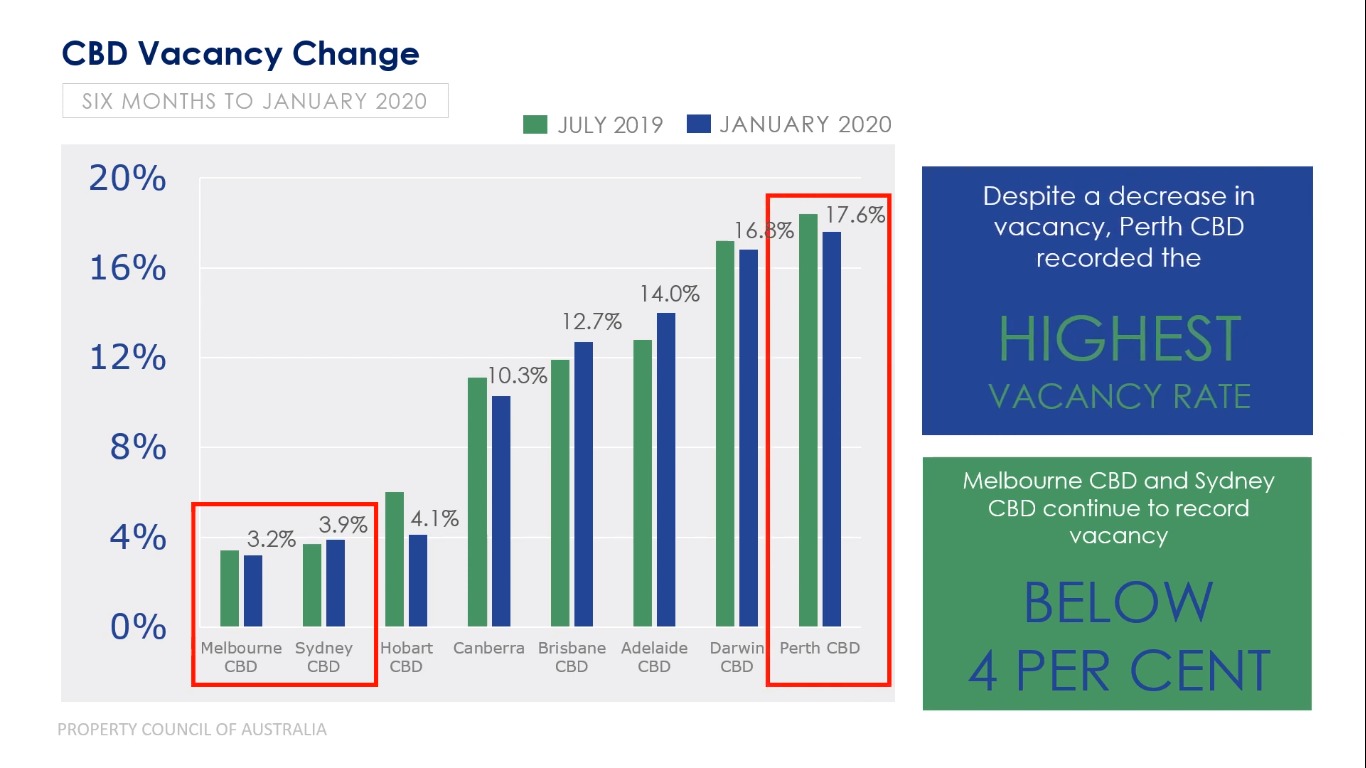 CBD Vacancy Change
SIX MONTHS TO JANUARY 2020
JULY 2019 JANUARY 2020
20%
16%
12%
8%
4%
0%
3.2%
3.9%
4.1%
10.3%
12.7%
14.0%
16.8%
17.6%
Melbourne CBD
Sydney CBD
Hobart CBD
Canberra
Brisbane CBD
Adelaide CBD
Darwin CBD
Perth CBD
Despite a decrease in
vacancy, Perth CBD
recorded the
HIGHEST
VACANCY RATE
Melbourne CBD and Sydney
CBD continue to record
vacancy
BELOW
4 PER CENT
PROPERTY COUNCIL OF AUSTRALIA